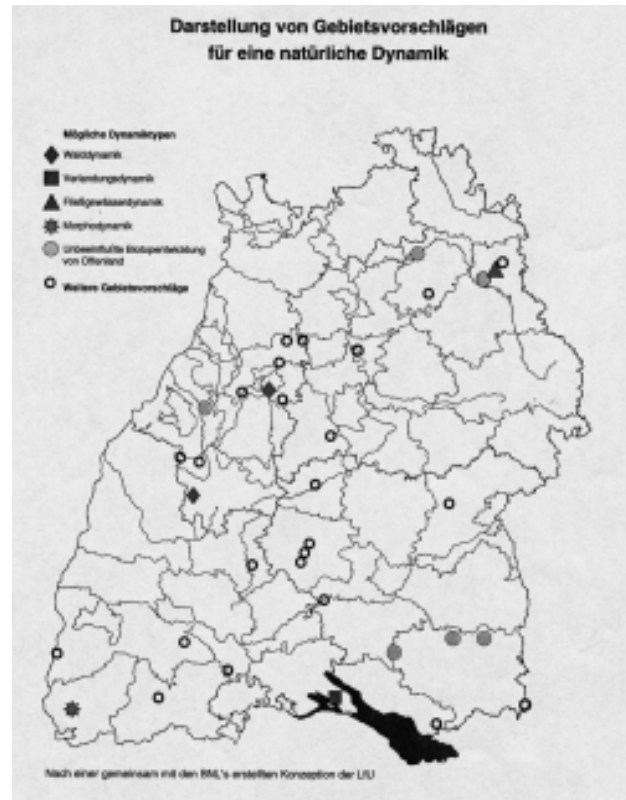 Darstellung von Gebietsvorschlägen
für eine natürliche Dynamik
Mögliche Dynamiktypen
Walddynamik
Verlandungsdynamik
Fließgewässerdynamik
Morphodynamik
Unbeeinflußte Biotopentwicklung
von Offenland
Weitere Gebietsvorschläge
Nach einer gemeinsam mit den BNL's erstellten Konzeption der LfU